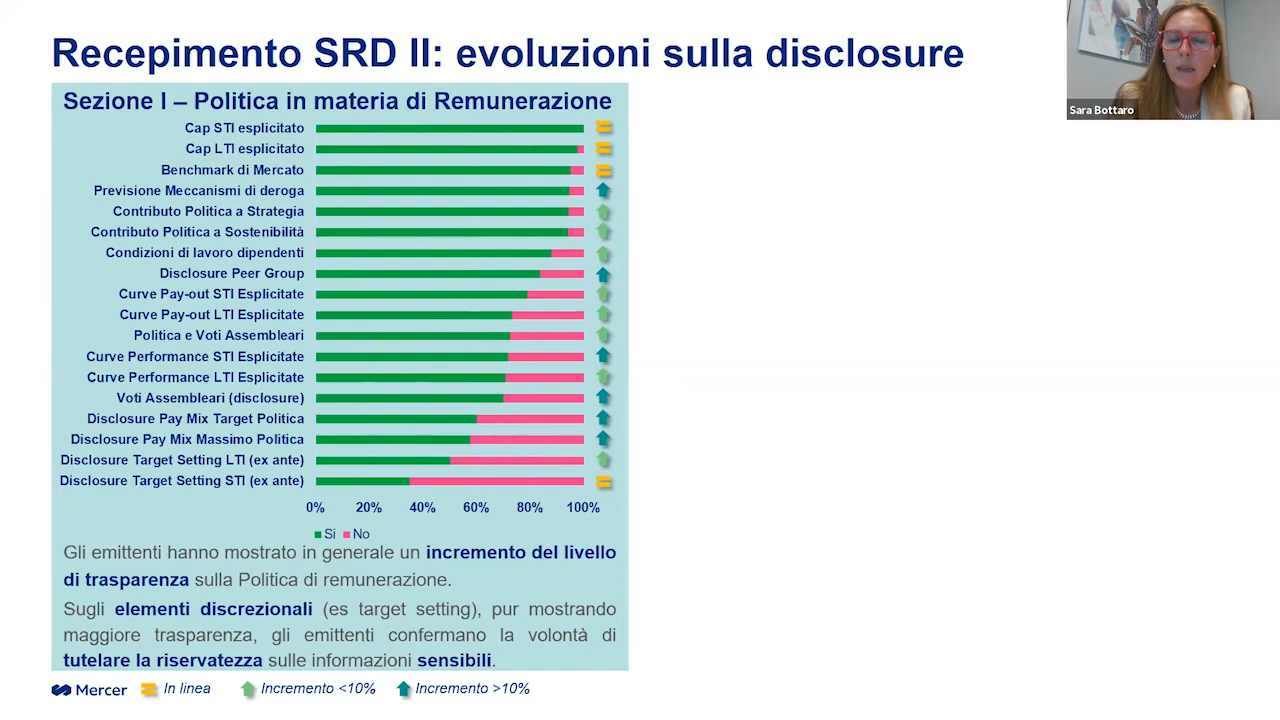 Recepimento SRD II: evoluzioni sulla disclosure
Sara Bottaro
Sezione I – Politica in materia di Remunerazione
Cap STI esplicitato
Cap LTI esplicitato
Benchmark di Mercato
Previsione Meccanismi di deroga
Contributo Politica a Strategia
Contributo Politica a Sostenibilità
Condizioni di lavoro dipendenti
Disclosure Peer Group
Curve Pay-out STI Esplicitate
Curve Pay-out LTI Esplicitate
Politica e Voti Assembleari
Curve Performance STI Esplicitate
Curve Performance LTI Esplicitate
Voti Assembleari (disclosure)
Disclosure Pay Mix Target Politica
Disclosure Pay Mix Massimo Politica
Disclosure Target Setting LTI (ex ante)
Disclosure Target Setting STI (ex ante)
0% 20% 40% 60% 80% 100%
Si No
Gli emittenti hanno mostrato in generale un incremento del livello
di trasparenza sulla Politica di remunerazione.
Sugli elementi discrezionali (es target setting), pur mostrando
maggiore trasparenza, gli emittenti confermano la volontà di
tutelare la riservatezza sulle informazioni sensibili.
Mercer In linea Incremento <10% Incremento >10%